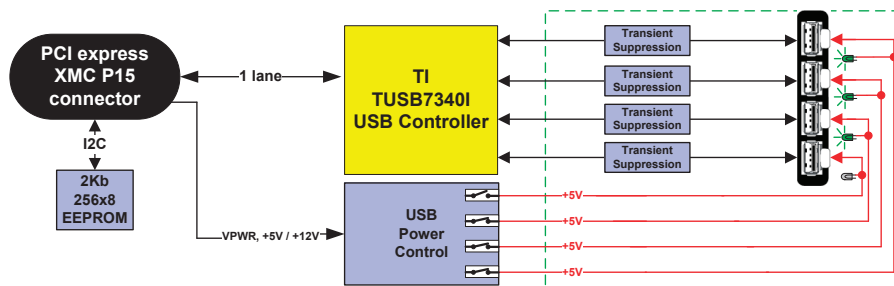 PCI express
XMC P15
connector
1 lane
I2C
2Kb
256x8
EEPROM
VPWR, +5V / +12V
TI
TUSB7340I
USB Controller
USB
Power
Control
Transient
Suppression
Transient
Suppression
Transient
Suppression
Transient
Suppression
+5V
+5V
+5V
+5V